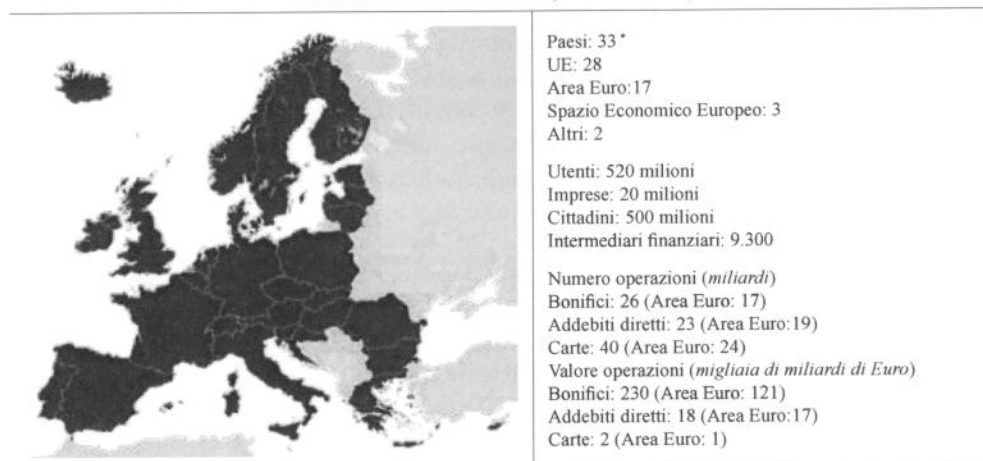 Paesi: 33*
UE: 28
Area Euro:17
Spazio Economico Europeo: 3
Altri: 2
Utenti: 520 milioni
Imprese: 20 milioni
Cittadini: 500 milioni
Intermediari finanziari: 9.300
Numero operazioni (miliardi)
Bonifici: 26 (Area Euro: 17)
Addebiti diretti: 23 (Area Euro:19)
Carte: 40 (Area Euro: 24)
Valore operazioni (migliaia di miliardi di Euro)
Bonifici: 230 (Area Euro: 121)
Addebiti diretti: 18 (Area Euro:17)
Carte: 2 (Area Euro: 1)